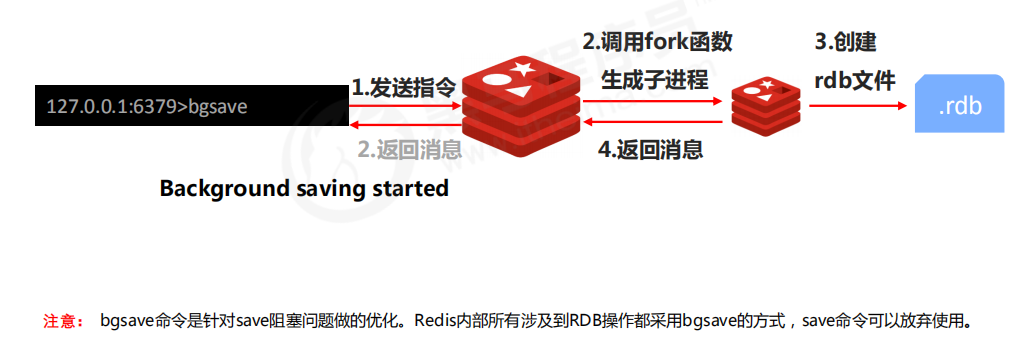 127.0.0.1:6379>bgsave
1.发送指令
2.返回消息
Background saving started
2.调用fork函数
生成子进程
4.返回消息
3.创建
rdb文件
.rdb
注意： bgsave命令是针对save阻塞问题做的优化。Redis内部所有涉及到RDB操作都采用bgsave的方式，save命令可以放弃使用。